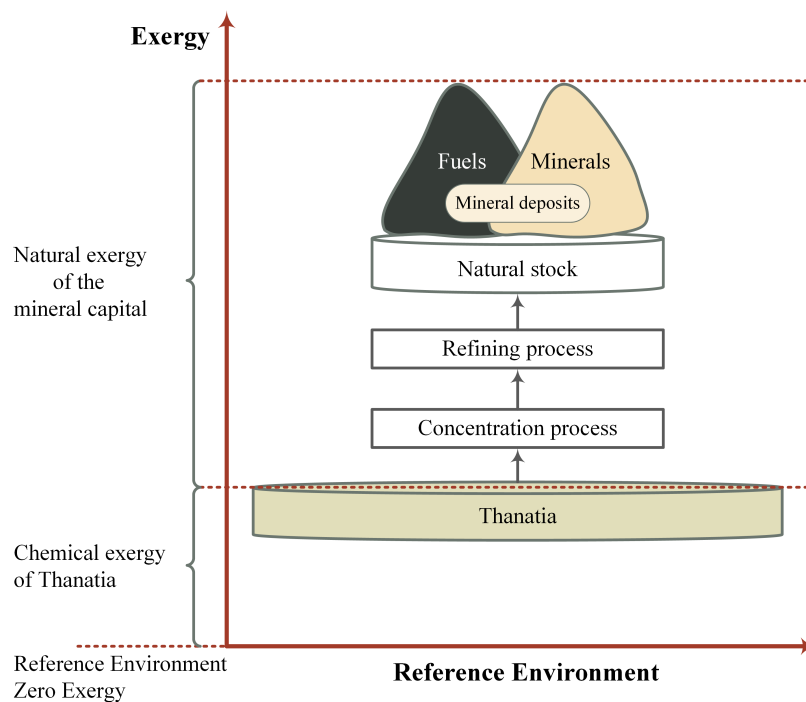 Exergy
Fuels
Minerals
Mineral deposits
Natural stock
Natural exergy
of the
mineral capital
Refining process
Concentration process
Thanatia
Chemical exergy
of Thanatia
Reference Environment
Zero Exergy
Reference Environment